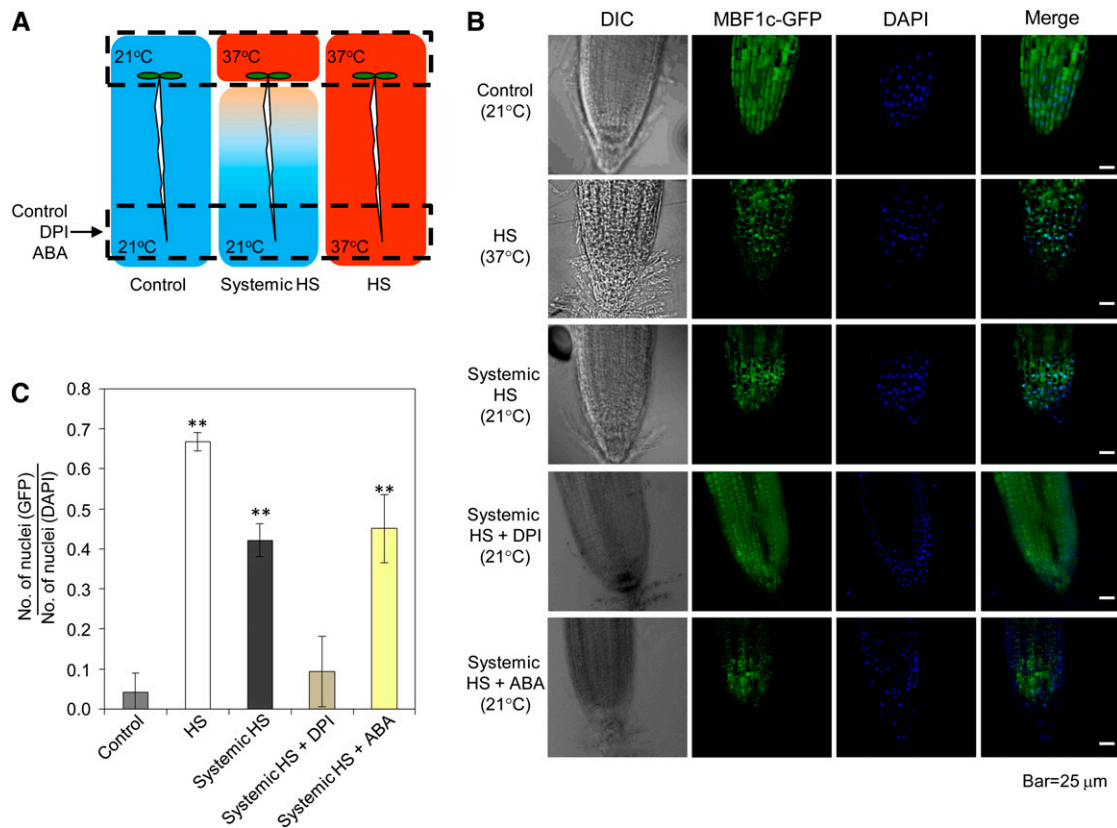 A
21°C
37°C
37°C
Control
DPI
ABA
21°C
21°C
37°C
Control
Systemic HS
HS
B
DIC
MBF1c-GFP
DAPI
Merge
Control
(21°C)
HS
(37°C)
Systemic
HS
(21°C)
Systemic
HS + DPI
(21°C)
Systemic
HS + ABA
(21°C)
Bar=25 µm
C
No. of nuclei (GFP)
No. of nuclei (DAPI)
0.8
0.7
0.6
0.5
0.4
0.3
0.2
0.1
0.0
**
**
**
Control
HS
Systemic HS
Systemic HS + DPI
Systemic HS + ABA